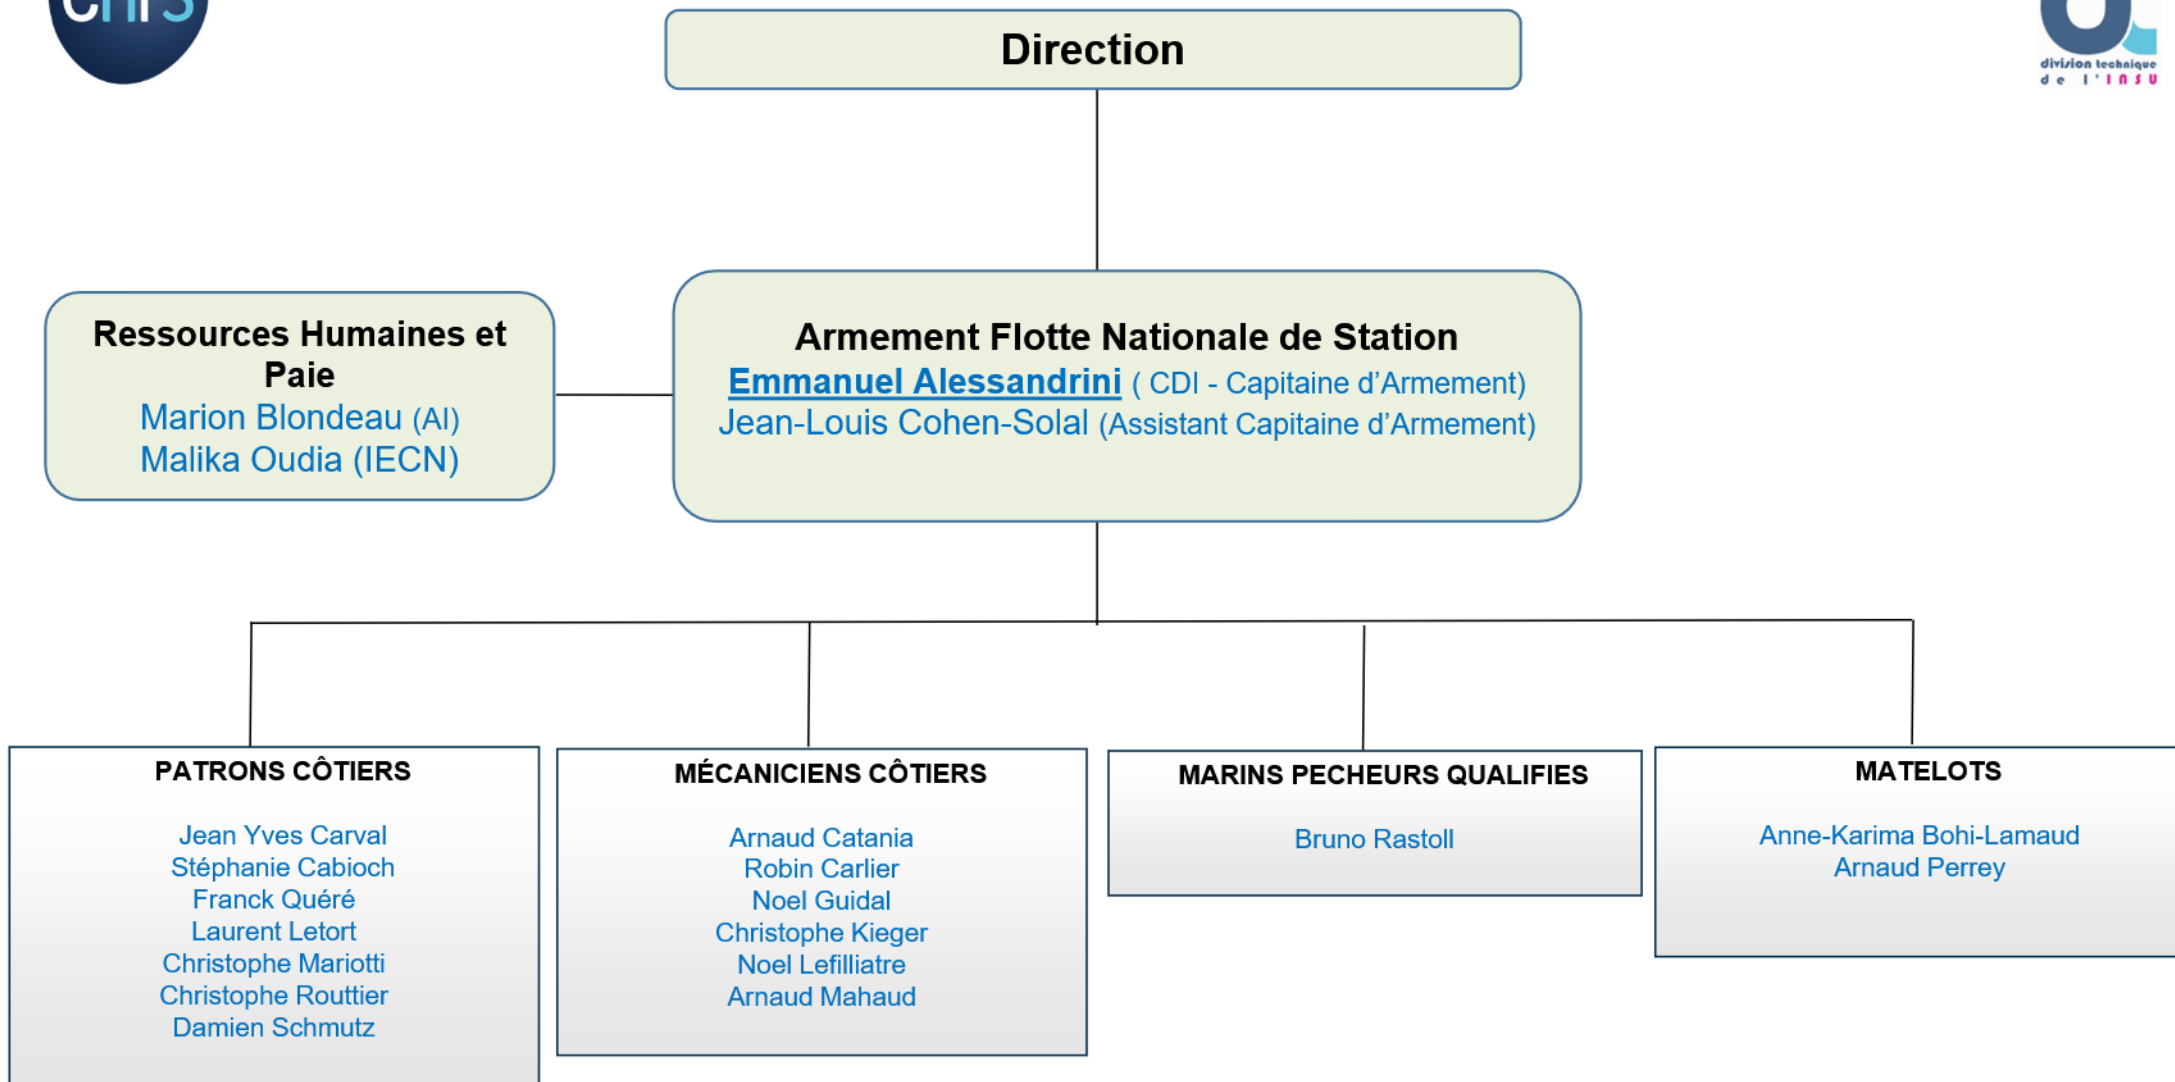 cnrs
Direction
division technique
de l'INSU
Ressources Humaines et
Paie
Marion Blondeau (AI)
Malika Oudia (IECN)
Armement Flotte Nationale de Station
Emmanuel Alessandrini ( CDI - Capitaine d’Armement)
Jean-Louis Cohen-Solal (Assistant Capitaine d’Armement)
PATRONS CÔTIERS
Jean Yves Carval
Stéphanie Cabioch
Franck Quéré
Laurent Letort
Christophe Mariotti
Christophe Routtier
Damien Schmutz
MÉCANICIENS CÔTIERS
Arnaud Catania
Robin Carlier
Noel Guidal
Christophe Kieger
Noel Lefilliatre
Arnaud Mahaud
MARINS PECHEURS QUALIFIES
Bruno Rastoll
MATELOTS
Anne-Karima Bohi-Lamaud
Arnaud Perrey